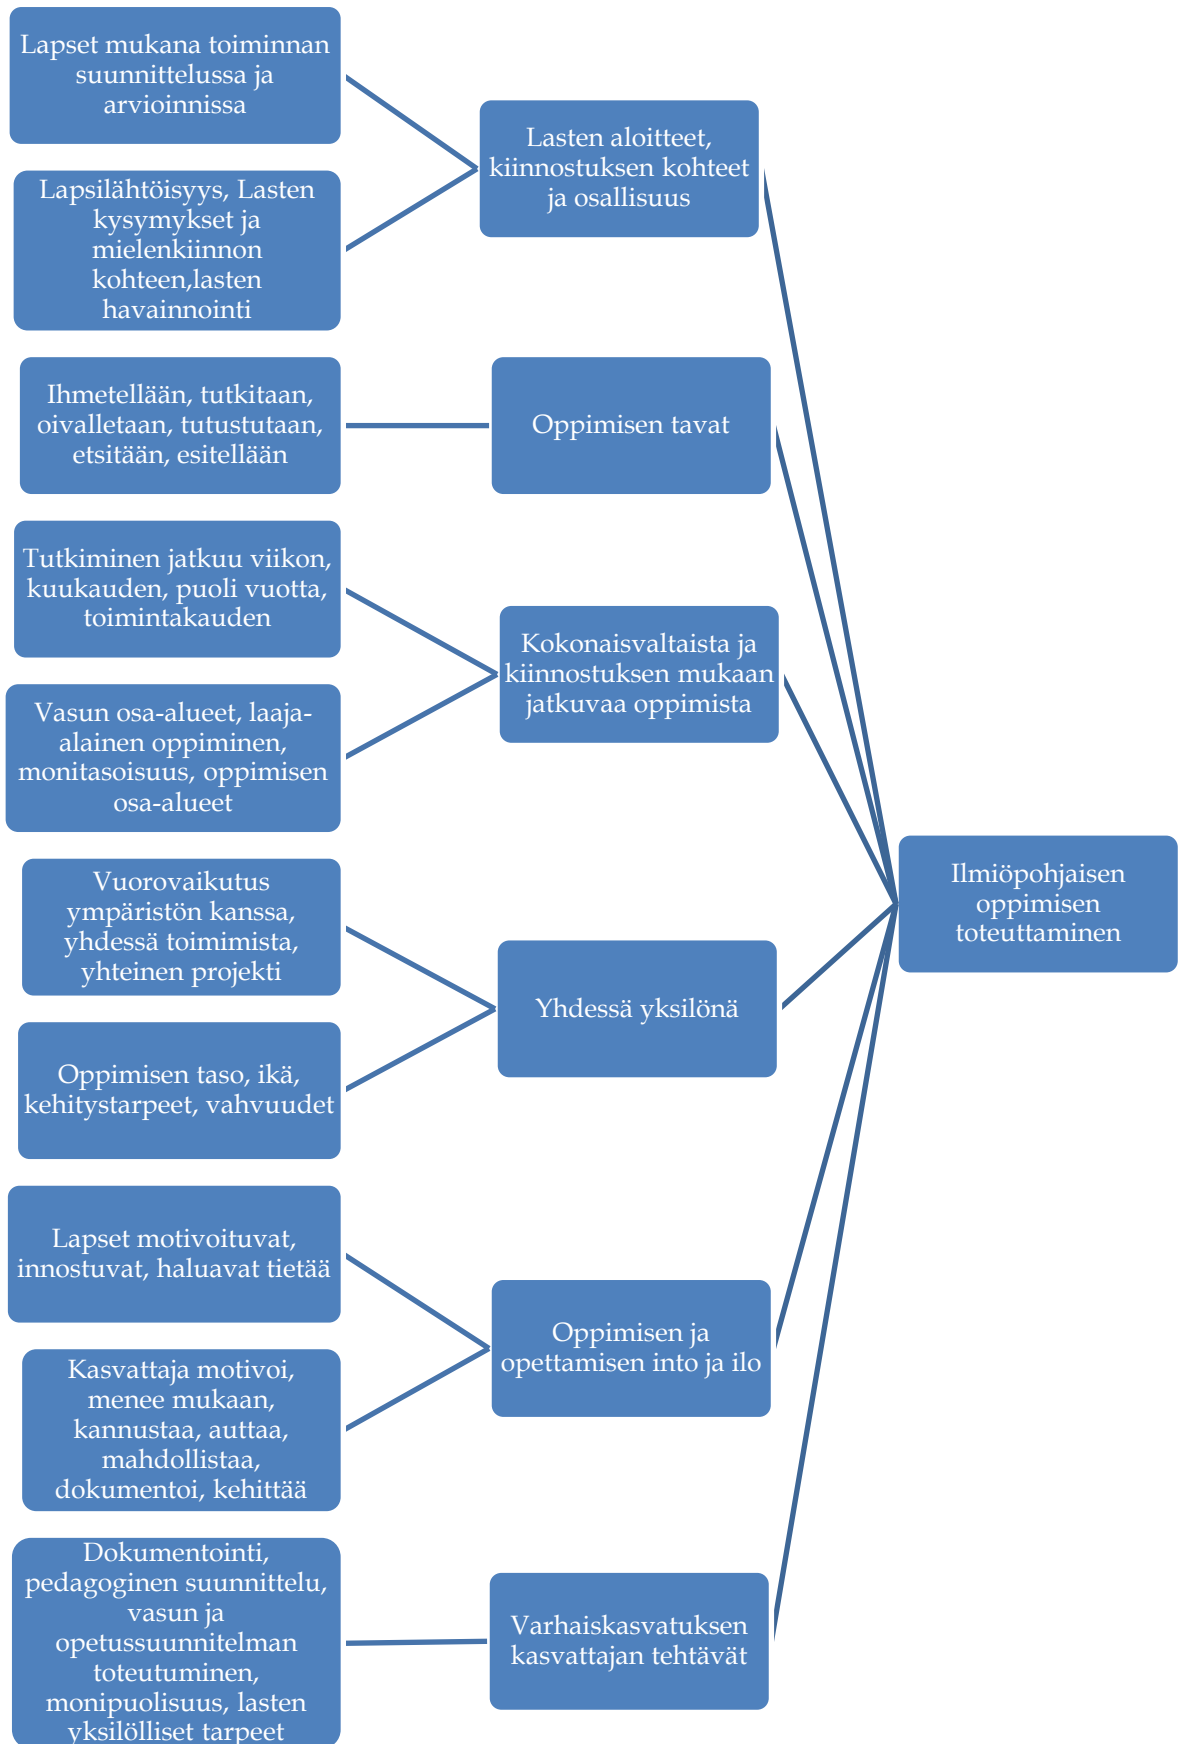 Lapset mukana toiminnan
suunnittelussa ja
arvioinnissa
Lapsilähtöisyys, Lasten
kysymykset ja
mielenkiinnon
kohteen,lasten
havainnointi
Lasten aloitteet,
kiinnostuksen kohteet
ja osallisuus
Ihmetellään, tutkitaan,
oivalletaan, tutustutaan,
etsitään, esitellään
Oppimisen tavat
Tutkiminen jatkuu viikon,
kuukauden, puoli vuotta,
toimintakauden
Vasun osa-alueet, laaja-
alainen oppiminen,
monitasoisuus, oppimisen
osa-alueet
Kokonaisvaltaista ja
kiinnostuksen mukaan
jatkuvaa oppimista
Vuorovaikutus
ympäristön kanssa,
yhdessä toimimista,
yhteinen projekti
Oppimisen taso, ikä,
kehitystarpeet, vahvuudet
Yhdessä yksilönä
Lapset motivoituvat,
innostuvat, haluavat tietää
Kasvattaja motivoi,
menee mukaan,
kannustaa, auttaa,
mahdollistaa,
dokumentoi, kehittää
Oppimisen ja
opettamisen into ja ilo
Dokumentointi,
pedagoginen suunnittelu,
vasun ja
opetussuunnitelman
toteutuminen,
monipuolisuus, lasten
yksilölliset tarpeet
Varhaiskasvatuksen
kasvattajan tehtävät
Ilmiöpohjaisen
oppimisen
toteuttaminen